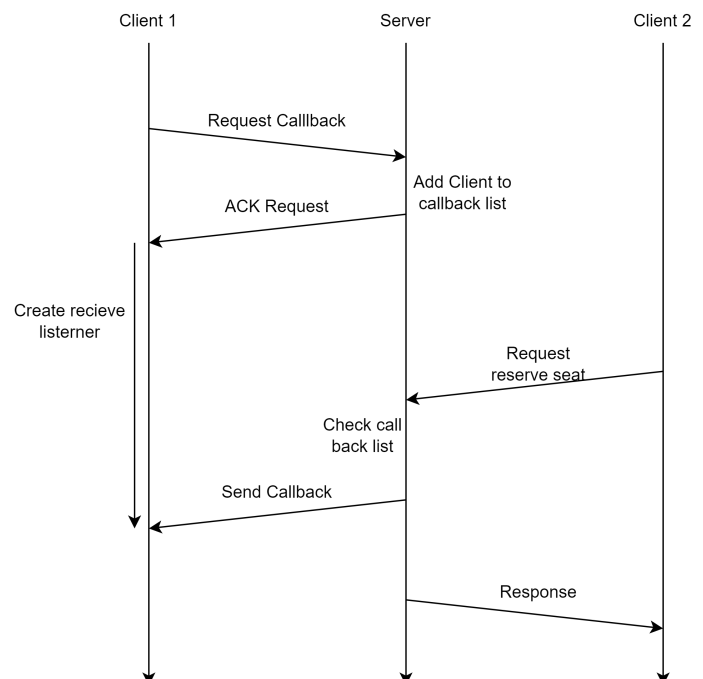 Client 1
Server
Client 2
Request Calllback
Add Client to
callback list
ACK Request
Create recieve
listerner
Request
reserve seat
Check call
back list
Send Callback
Response